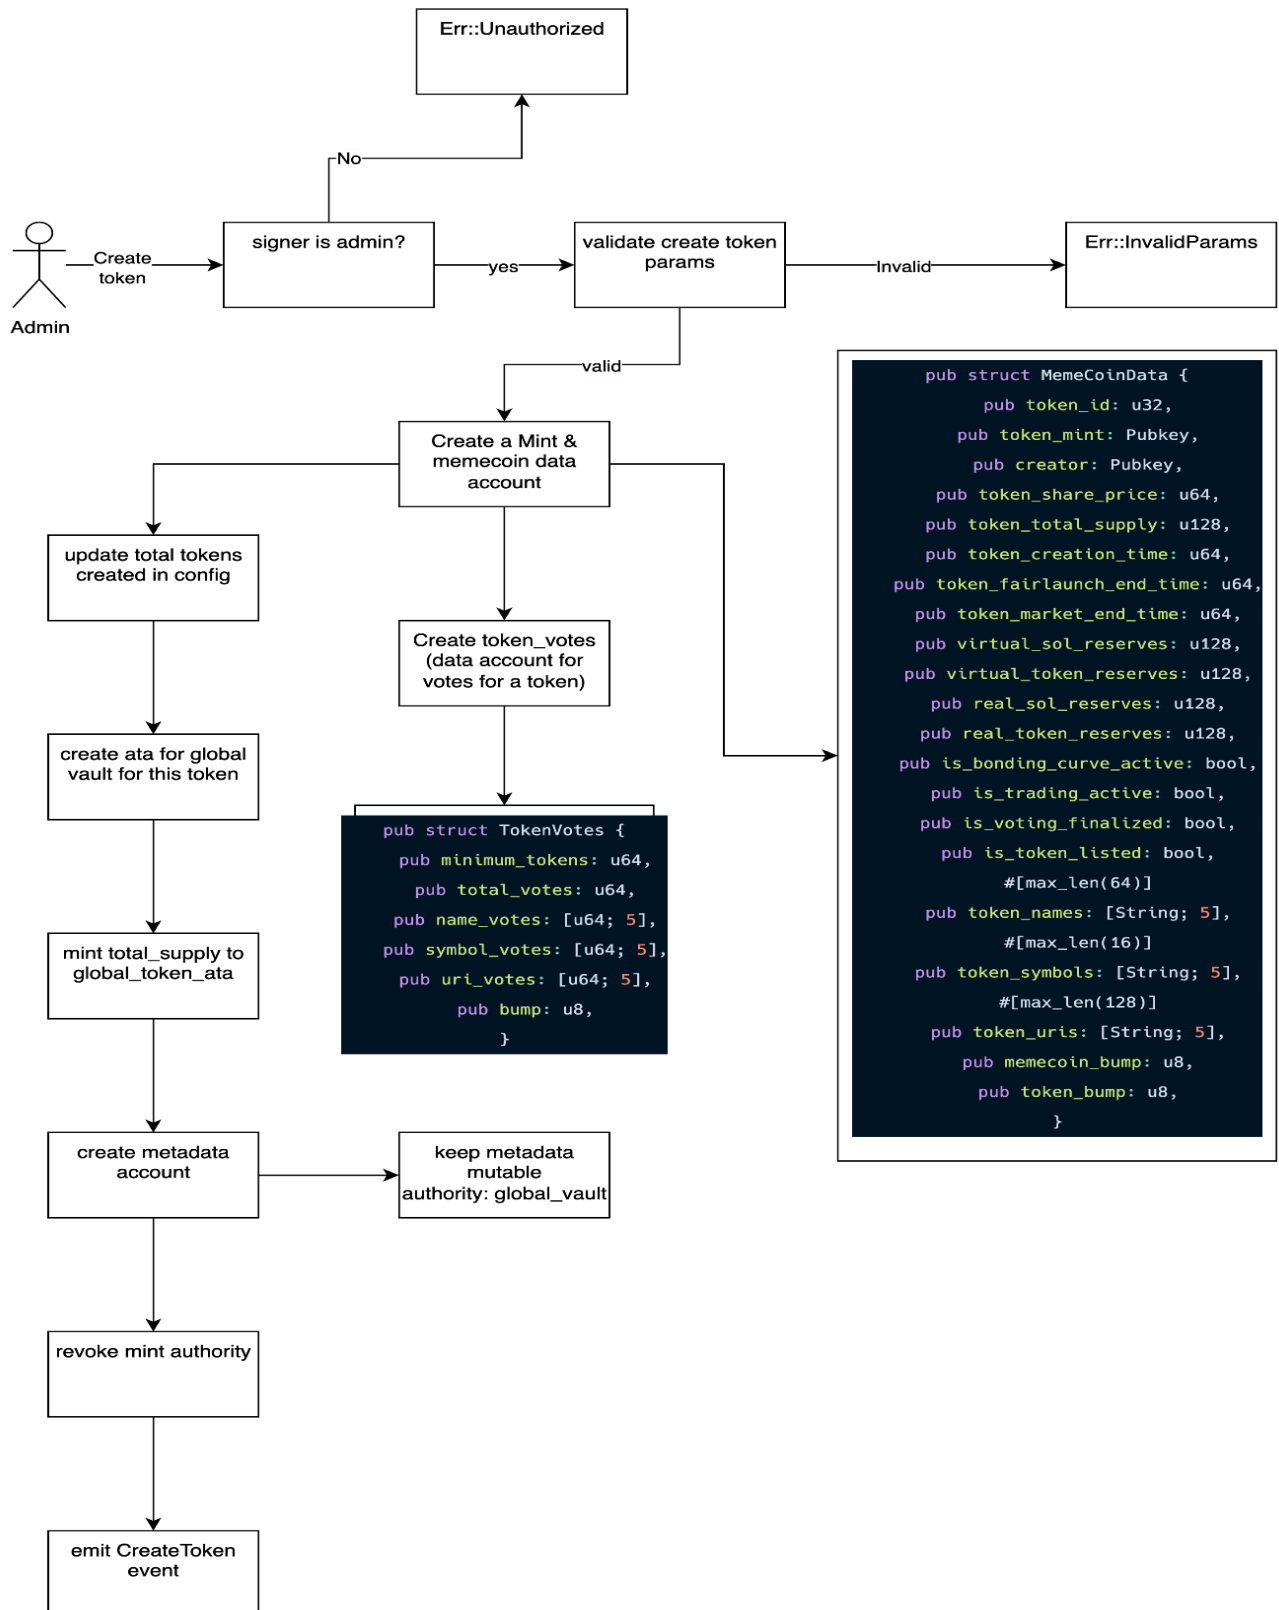 Err::Unauthorized
No
signer is admin?
validate create token
params
Err::InvalidParams
Create
token
yes
Invalid
Admin
valid
Create a Mint &
memecoin data
account
pub struct MemeCoinData {
pub token_id: u32,
pub token_mint: Pubkey,
pub creator: Pubkey,
pub token_share_price: u64,
pub token_total_supply: u128,
pub token_creation_time: u64,
pub token_fairlaunch_end_time: u64,
pub token_market_end_time: u64,
pub virtual_sol_reserves: u128,
pub virtual_token_reserves: u128,
pub real_sol_reserves: u128,
pub real_token_reserves: u128,
pub is_bonding_curve_active: bool,
pub is_trading_active: bool,
pub is_voting_finalized: bool,
pub is_token_listed: bool,
#[max_len(64)]
pub token_names: [String; 5],
#[max_len(16)]
pub token_symbols: [String; 5],
#[max_len(128)]
pub token_uris: [String; 5],
pub memecoin_bump: u8,
pub token_bump: u8,
}
update total tokens
created in config
Create token_votes
(data account for
votes for a token)
create ata for global
vault for this token
pub struct TokenVotes {
pub minimum_tokens: u64,
pub total_votes: u64,
pub name_votes: [u64; 5],
pub symbol_votes: [u64; 5],
pub uri_votes: [u64; 5],
pub bump: u8,
}
mint total_supply to
global_token_ata
create metadata
account
keep metadata
mutable
authority: global_vault
revoke mint authority
emit CreateToken
event